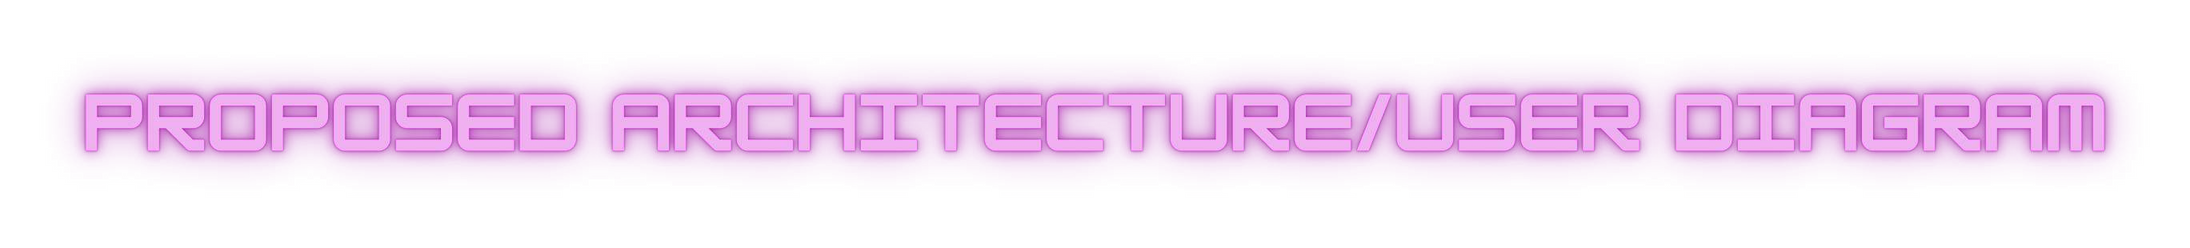 PROPOSED ARCHITECTURE/USER DIAGRAM